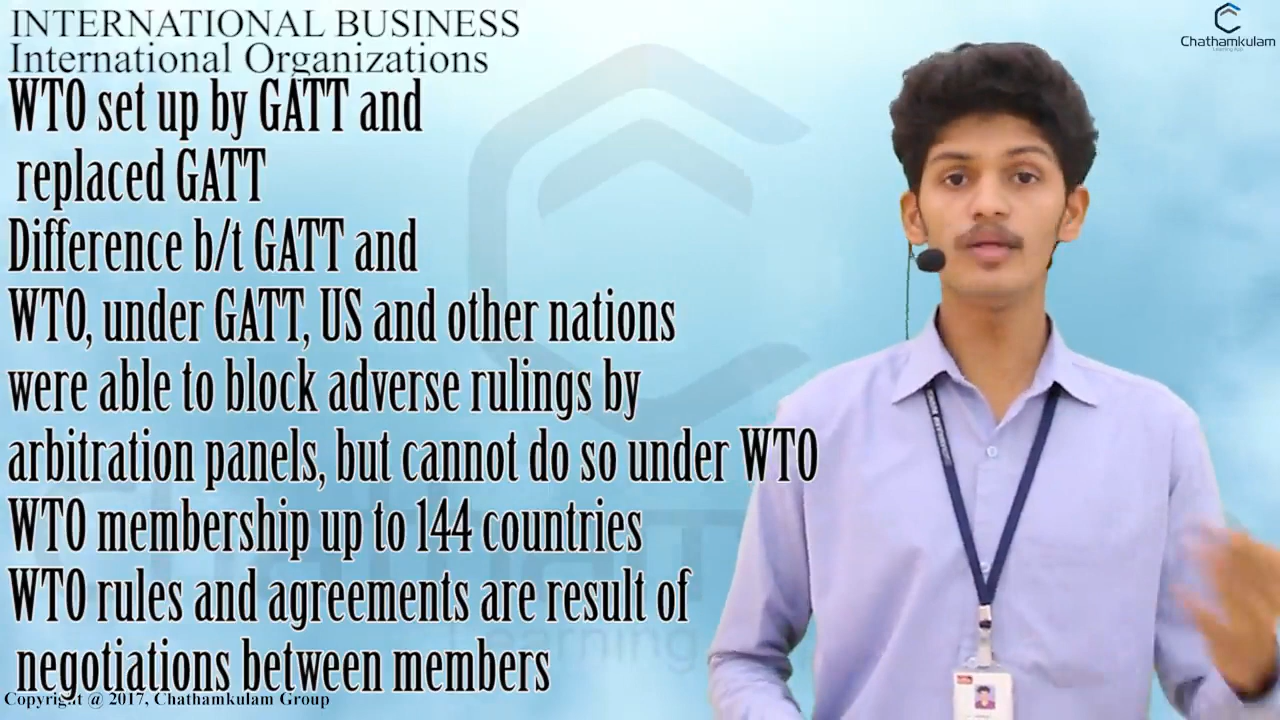 INTERNATIONAL BUSINESS
International Organizations
WTO set up by GATT and
replaced GATT
Difference b/t GATT and
WTO, under GATT, US and other nations
were able to block adverse rulings by
arbitration panels, but cannot do so under WTO
WTO membership up to 144 countries
WTO rules and agreements are result of
negotiations between members
Copyright @ 2017, Chathamkulam Group
Chathamkulam
Learning App